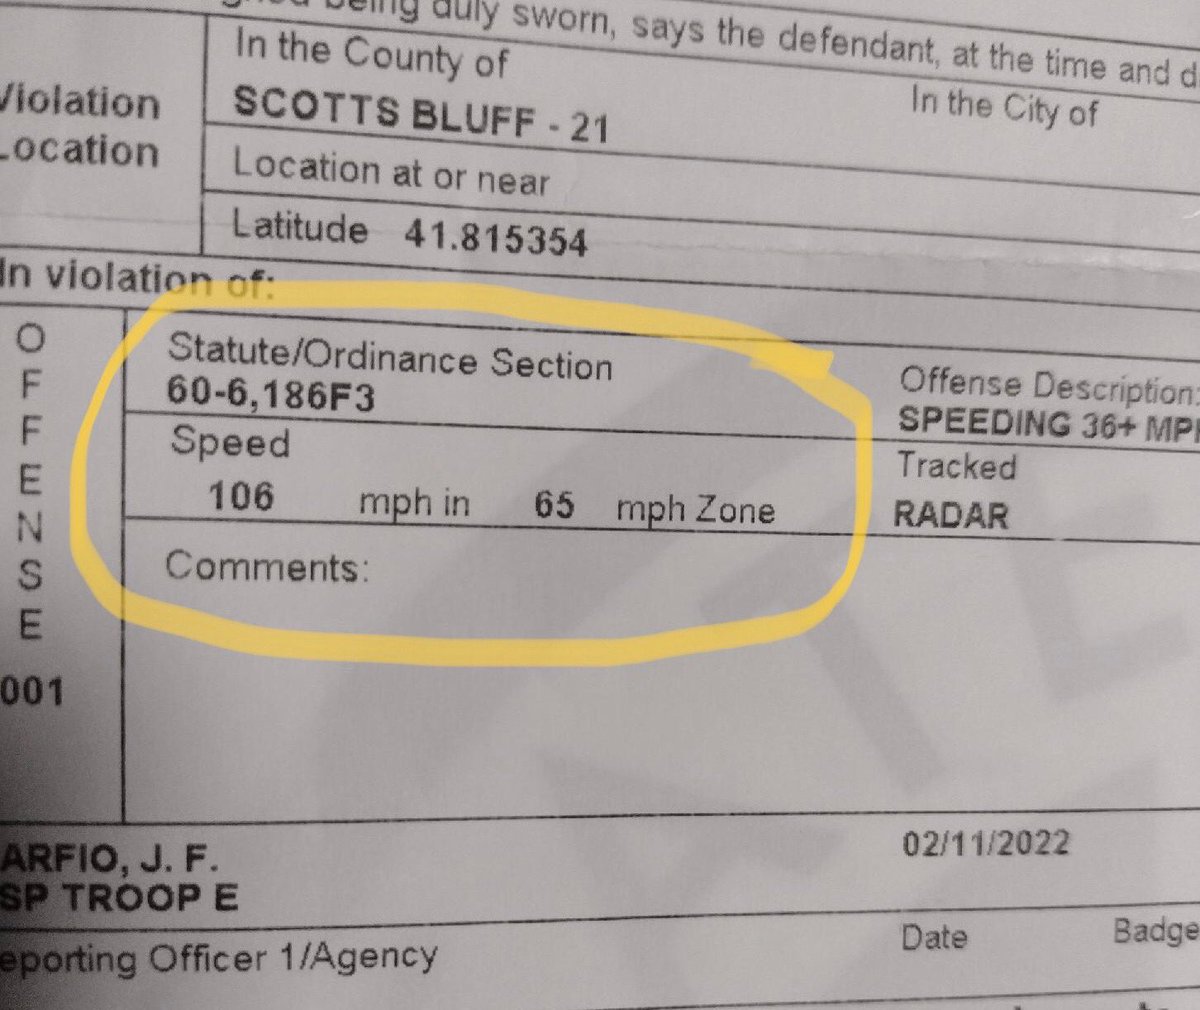 being duly sworn, says the defendant, at the time and d
Violation Location
In the County of
SCOTTS BLUFF - 21
In the City of
Location at or near
Latitude 41.815354
In violation of:
OFFENSE
001
Statute/Ordinance Section
60-6,186F3
Offense Description:
SPEEDING 36+ MPH
Speed
106 mph in 65 mph Zone
Tracked
RADAR
Comments:
ARFIO, J. F.
SP TROOP E
02/11/2022
eporting Officer 1/Agency
Date
Badge